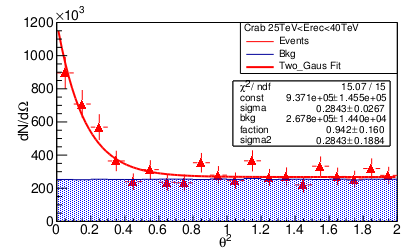 ×10³
Crab 25TeV<Erec<40TeV
Events
Bkg
Two_Gaus Fit
χ²/ ndf 15.07 / 15
const 9.371e+05±1.455e+05
sigma 0.2843±0.0267
bkg 2.678e+05±1.440e+04
faction 0.942±0.160
sigma2 0.2843±0.1884
dN/dΩ
1200
1000
800
600
400
200
0
0 0.2 0.4 0.6 0.8 1 1.2 1.4 1.6 1.8 2
θ²